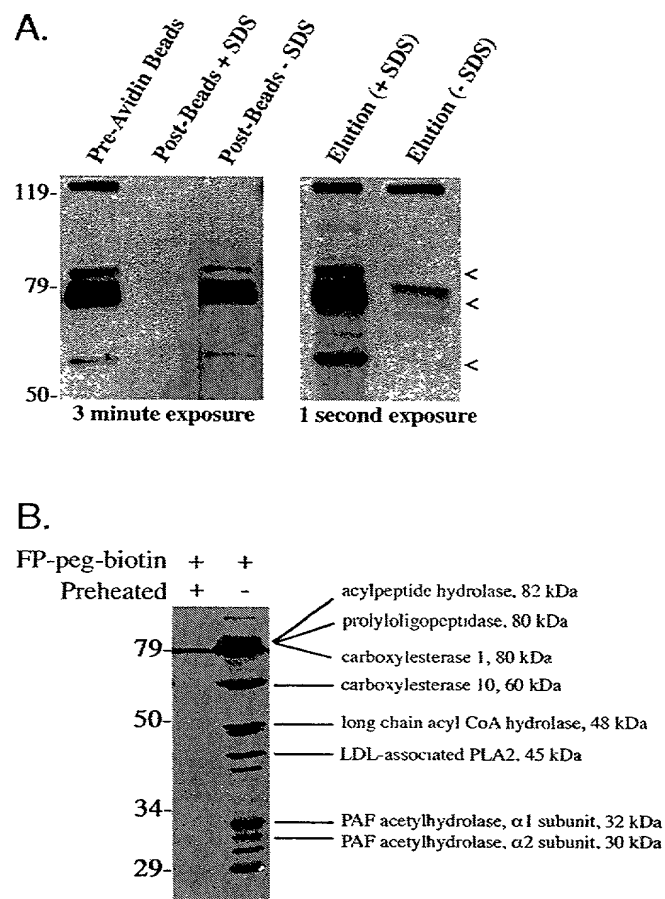 A.
Pre-Avidin Beads
Post-Beads + SDS
Post-Beads - SDS
Elution (+ SDS)
Elution (- SDS)
119-
79-
50-
<
<
<
3 minute exposure
1 second exposure
B.
FP-peg-biotin + +
Preheated + -
79-
50-
34-
29-
acylpeptide hydrolase, 82 kDa
prolyloligopeptidase, 80 kDa
carboxylesterase 1, 80 kDa
carboxylesterase 10, 60 kDa
long chain acyl CoA hydrolase, 48 kDa
LDL-associated PLA2, 45 kDa
PAF acetylhydrolase, α1 subunit, 32 kDa
PAF acetylhydrolase, α2 subunit, 30 kDa